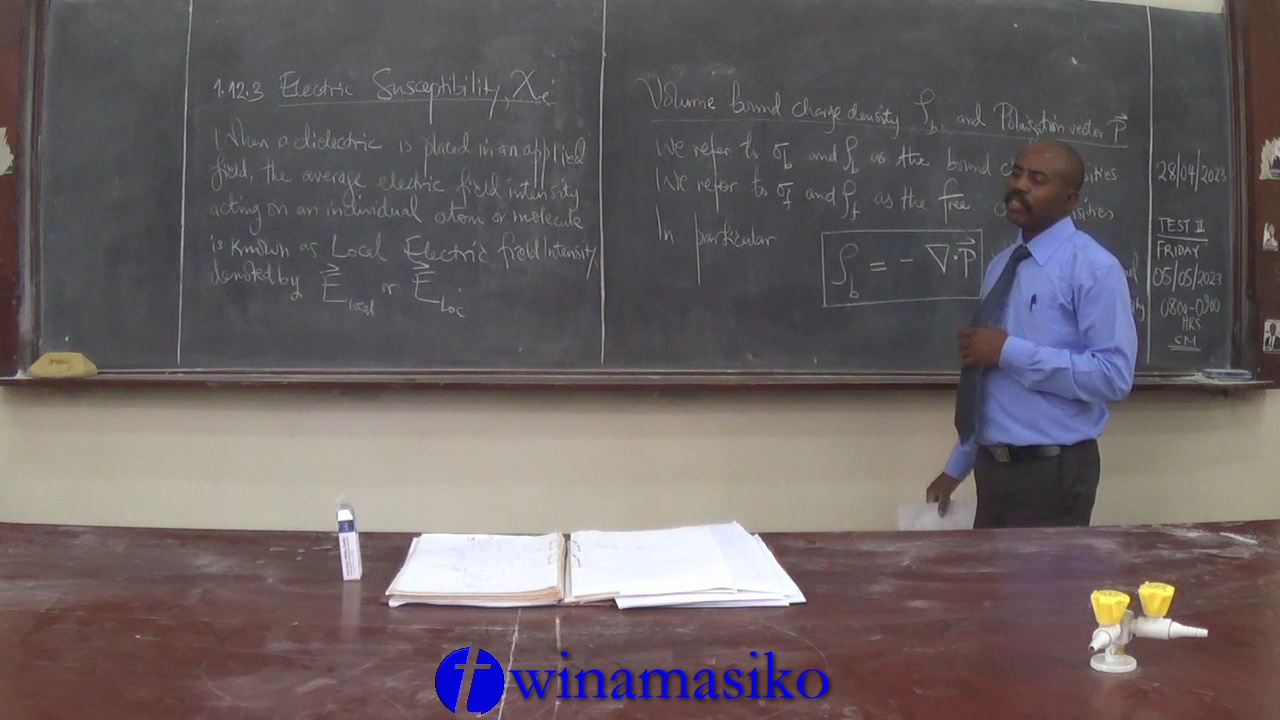 1.12.3 Electric Susceptibility, χe
When a dielectric is placed in an applied
field, the average electric field intensity
acting on an individual atom or molecule
is known as Local Electric field Intensity
denoted by E⃗local or E⃗loc
Volume bound charge density ρb, and Polarisation vector P⃗
We refer to σb and ρb as the bound
We refer to σf and ρf as the free
In particular
ρb = - ∇·P⃗
28/04/2023
TEST II
FRIDAY
05/05/2023
0800-0900
HRS
CM
winamasiko